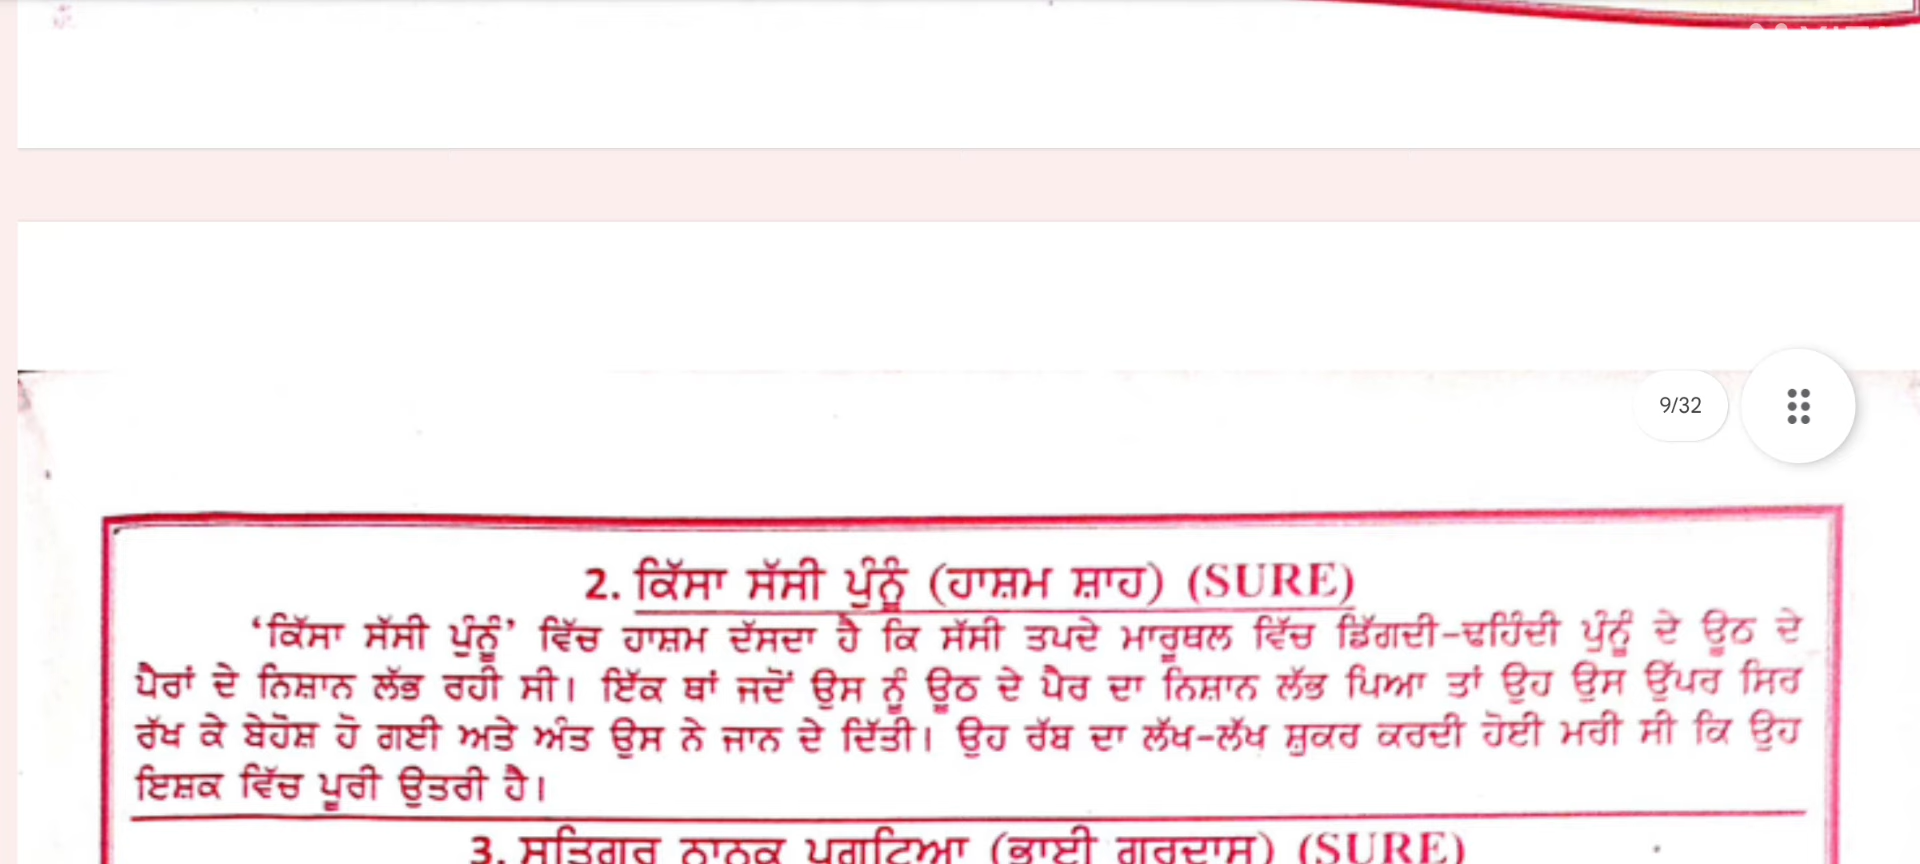 9/32
2. ਕਿੱਸਾ ਸੱਸੀ ਪੁੰਨੂੰ (ਹਾਸ਼ਮ ਸ਼ਾਹ) (SURE)
‘ਕਿੱਸਾ ਸੱਸੀ ਪੁੰਨੂੰ’ ਵਿੱਚ ਹਾਸ਼ਮ ਦੱਸਦਾ ਹੈ ਕਿ ਸੱਸੀ ਤਪਦੇ ਮਾਰੂਥਲ ਵਿੱਚ ਡਿੱਗਦੀ-ਢਹਿੰਦੀ ਪੁੰਨੂੰ ਦੇ ਊਠ ਦੇ
ਪੈਰਾਂ ਦੇ ਨਿਸ਼ਾਨ ਲੱਭ ਰਹੀ ਸੀ। ਇੱਕ ਥਾਂ ਜਦੋਂ ਉਸ ਨੂੰ ਊਠ ਦੇ ਪੈਰ ਦਾ ਨਿਸ਼ਾਨ ਲੱਭ ਪਿਆ ਤਾਂ ਉਹ ਉਸ ਉੱਪਰ ਸਿਰ
ਰੱਖ ਕੇ ਬੇਹੋਸ਼ ਹੋ ਗਈ ਅਤੇ ਅੰਤ ਉਸ ਨੇ ਜਾਨ ਦੇ ਦਿੱਤੀ। ਉਹ ਰੱਬ ਦਾ ਲੱਖ-ਲੱਖ ਸ਼ੁਕਰ ਕਰਦੀ ਹੋਈ ਮਰੀ ਸੀ ਕਿ ਉਹ
ਇਸ਼ਕ ਵਿੱਚ ਪੂਰੀ ਉਤਰੀ ਹੈ।
3. ਸਤਿਗੁਰ ਨਾਨਕ ਪ੍ਰਗਟਿਆ (ਭਾਈ ਗੁਰਦਾਸ) (SURE)